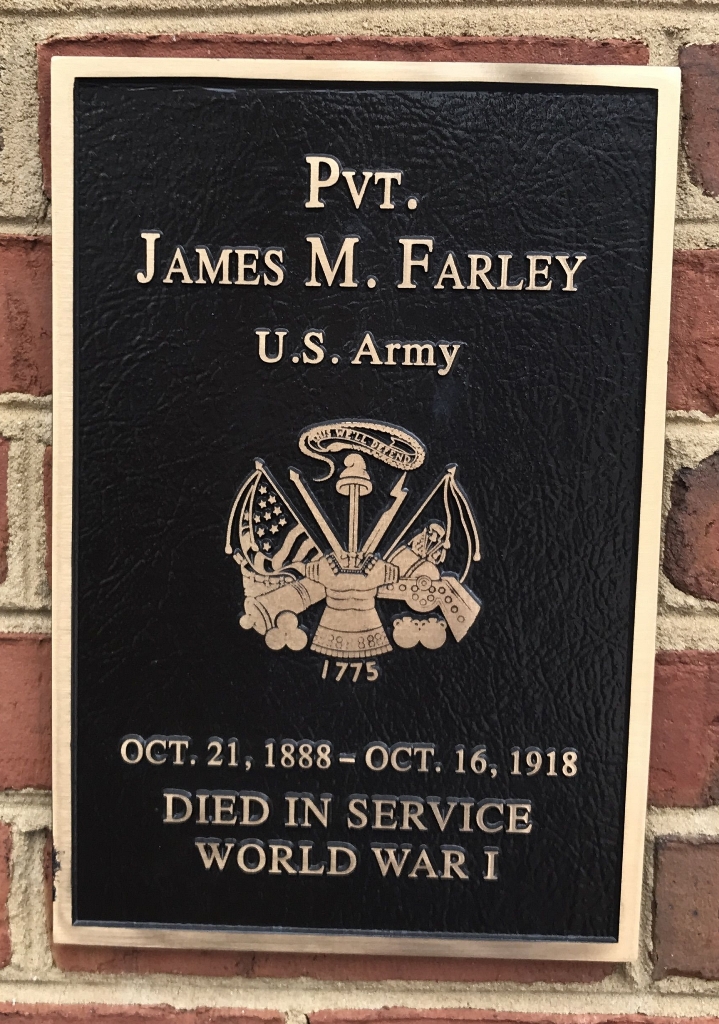 PVT.
JAMES M. FARLEY
U.S. Army
THIS WE'LL DEFEND
1775
OCT. 21, 1888 – OCT. 16, 1918
DIED IN SERVICE
WORLD WAR I